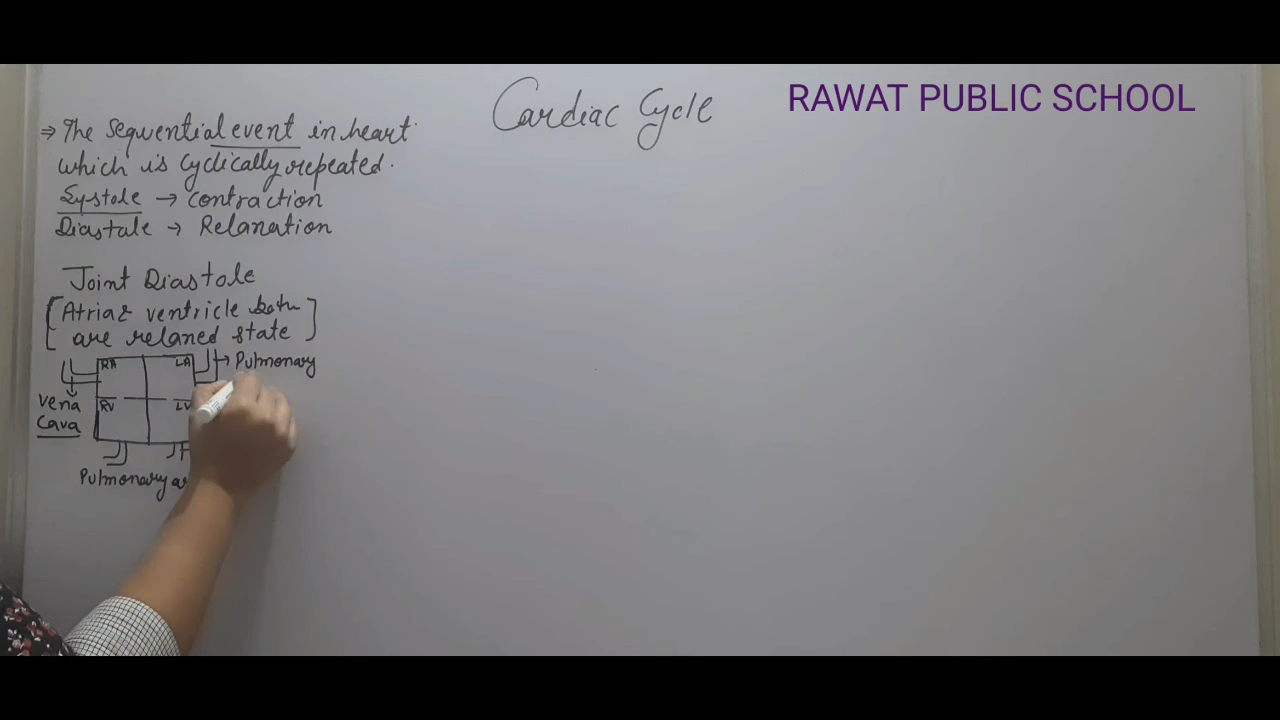 Cardiac Cycle
RAWAT PUBLIC SCHOOL
⇒ The sequential event in heart
which is cyclically repeated.
Systole → contraction
Diastole → Relaxation
Joint Diastole
[Atria & ventricle both
are relaxed state]
RA LA → Pulmonary
Vena RV LV
Cava
Pulmonary